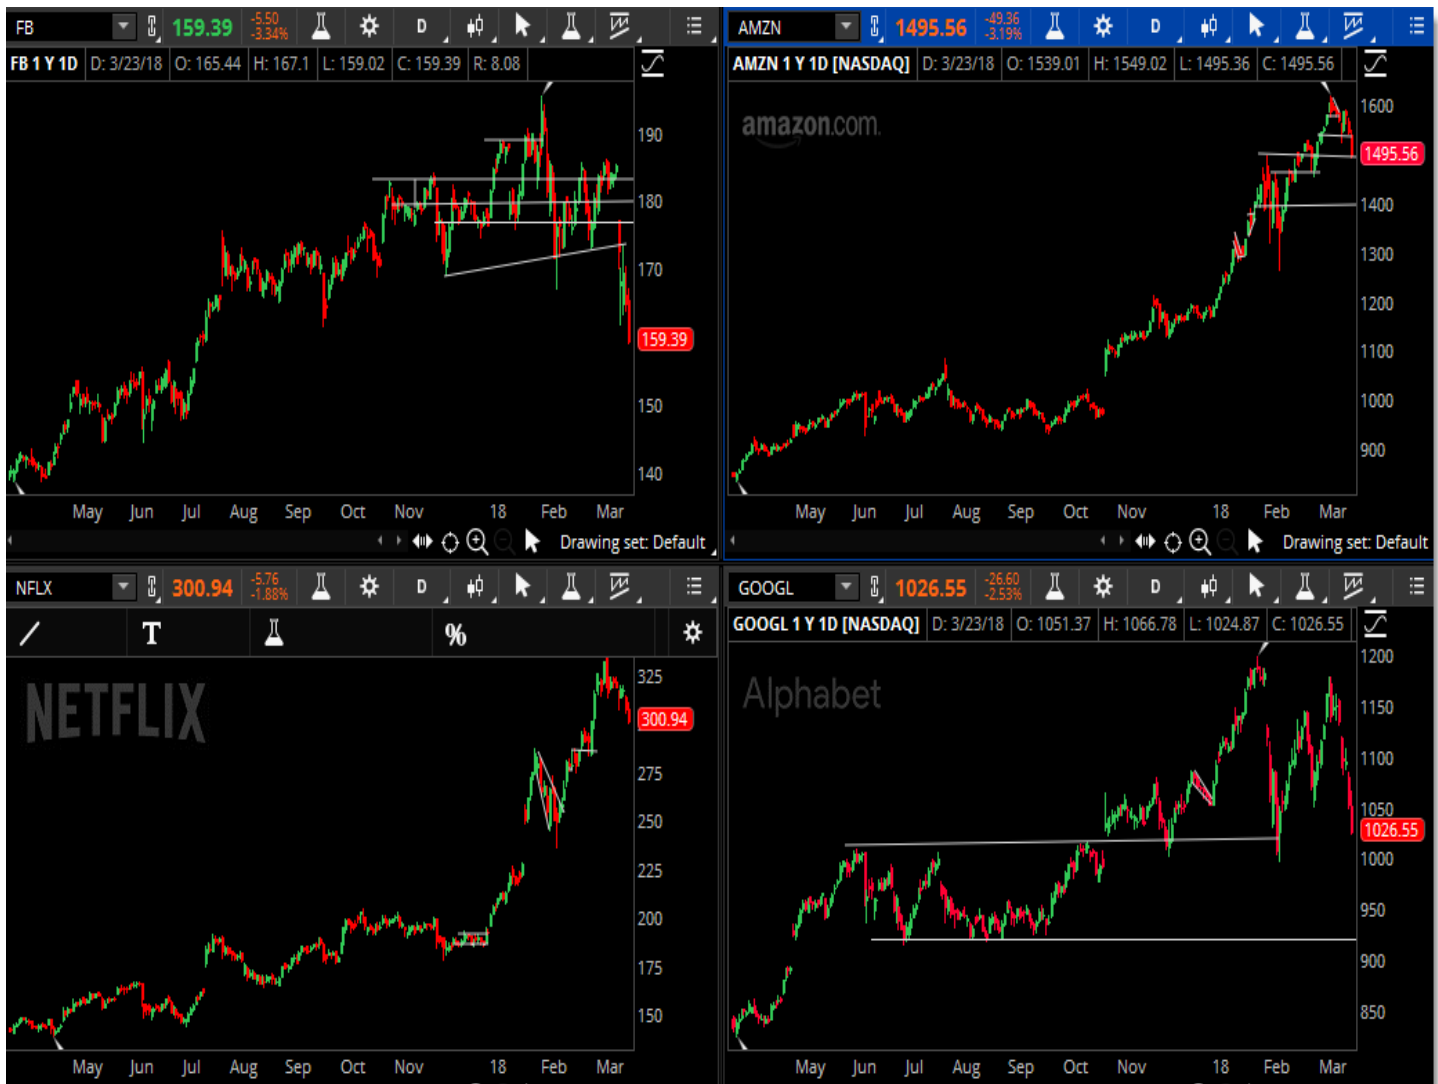 FB 159.39 -5.50 -3.34% D
FB 1 Y 1D D: 3/23/18 O: 165.44 H: 167.1 L: 159.02 C: 159.39 R: 8.08
190
180
170
159.39
150
140
May Jun Jul Aug Sep Oct Nov 18 Feb Mar
Drawing set: Default
AMZN 1495.56 -49.36 -3.19% D
AMZN 1 Y 1D [NASDAQ] D: 3/23/18 O: 1539.01 H: 1549.02 L: 1495.36 C: 1495.56
amazon.com.
1600
1495.56
1400
1300
1200
1100
1000
900
May Jun Jul Aug Sep Oct Nov 18 Feb Mar
Drawing set: Default
NFLX 300.94 -5.76 -1.88% D
T %
NETFLIX
325
300.94
275
250
225
200
175
150
May Jun Jul Aug Sep Oct Nov 18 Feb Mar
GOOGL 1026.55 -26.60 -2.53% D
GOOGL 1 Y 1D [NASDAQ] D: 3/23/18 O: 1051.37 H: 1066.78 L: 1024.87 C: 1026.55
Alphabet
1200
1150
1100
1050
1026.55
1000
950
900
850
May Jun Jul Aug Sep Oct Nov 18 Feb Mar